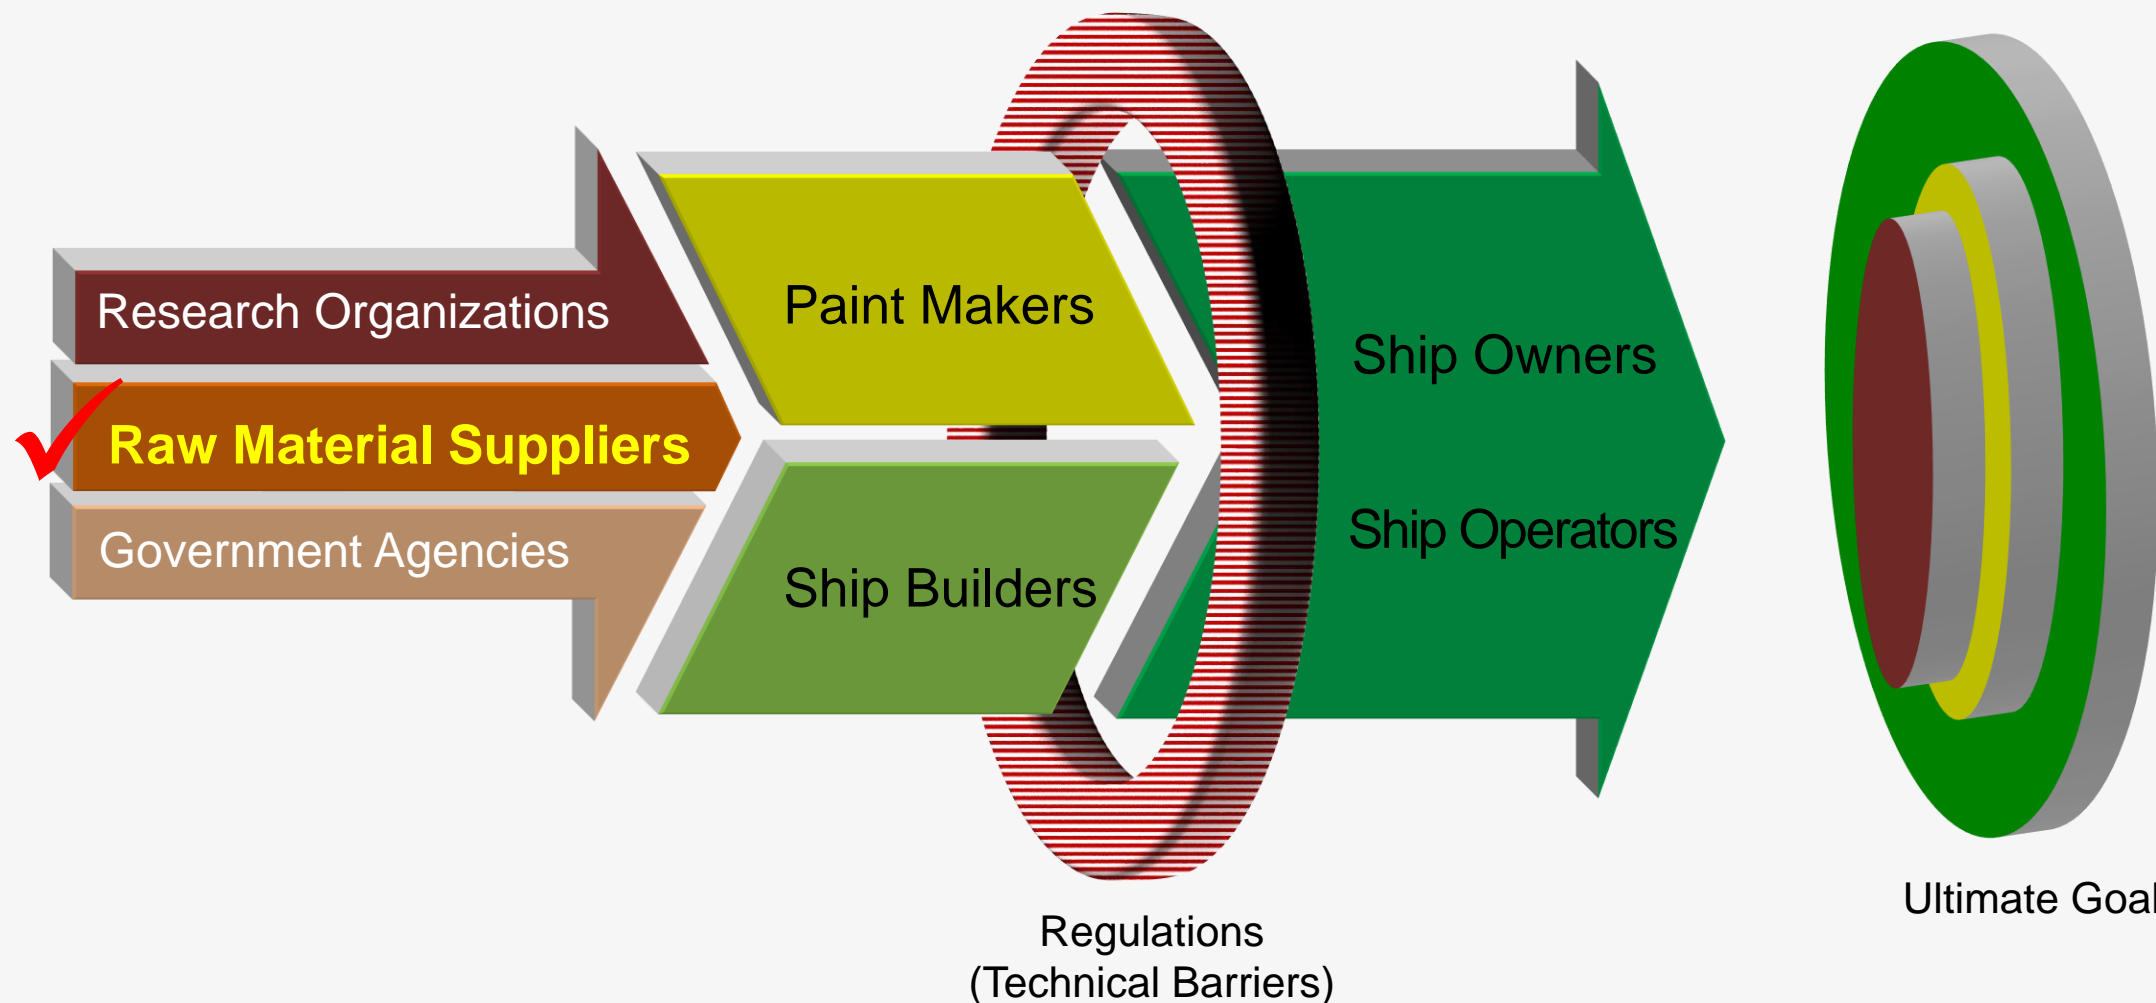 Research Organizations
Raw Material Suppliers
Government Agencies
Paint Makers
Ship Builders
Ship Owners
Ship Operators
Regulations
(Technical Barriers)
Ultimate Goal